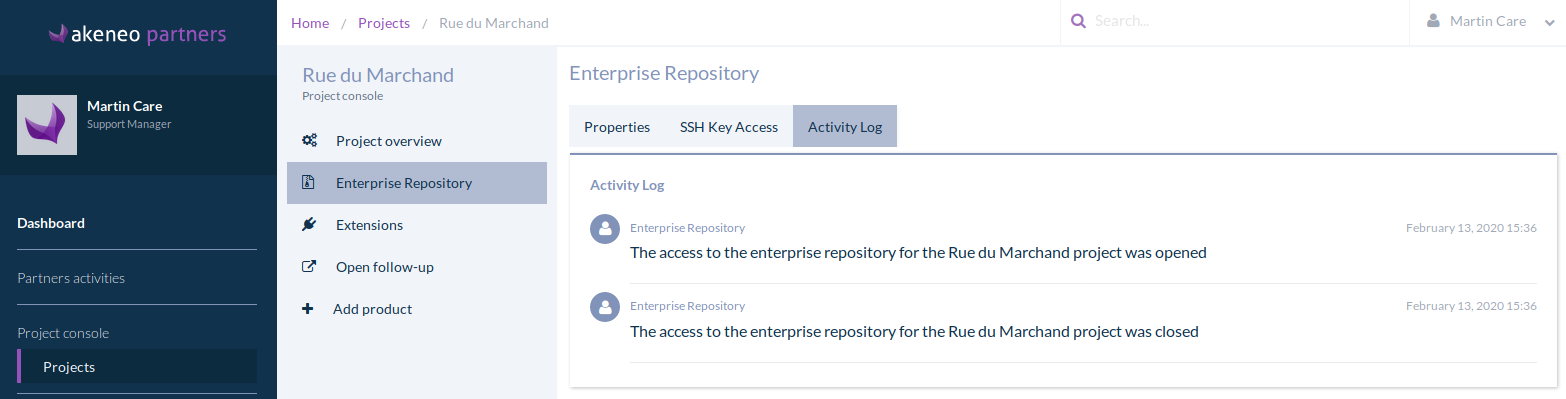 akeneo partners
Martin Care
Support Manager
Dashboard
Partners activities
Project console
Projects
Home / Projects / Rue du Marchand
Search...
Martin Care
Rue du Marchand
Project console
Project overview
Enterprise Repository
Extensions
Open follow-up
Add product
Enterprise Repository
Properties
SSH Key Access
Activity Log
Activity Log
Enterprise Repository
February 13, 2020 15:36
The access to the enterprise repository for the Rue du Marchand project was opened
Enterprise Repository
February 13, 2020 15:36
The access to the enterprise repository for the Rue du Marchand project was closed